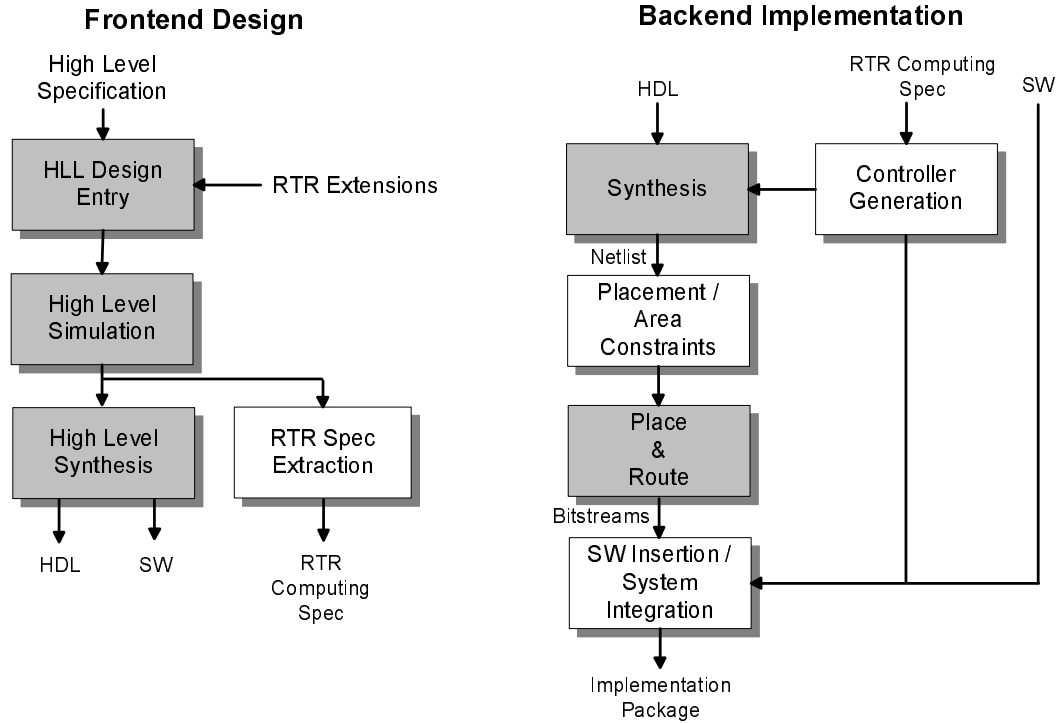 Frontend Design
High Level
Specification
HLL Design
Entry
RTR Extensions
High Level
Simulation
High Level
Synthesis
RTR Spec
Extraction
HDL
SW
RTR
Computing
Spec
Backend Implementation
HDL
RTR Computing
Spec
SW
Synthesis
Controller
Generation
Netlist
Placement /
Area
Constraints
Place
&
Route
Bitstreams
SW Insertion /
System
Integration
Implementation
Package